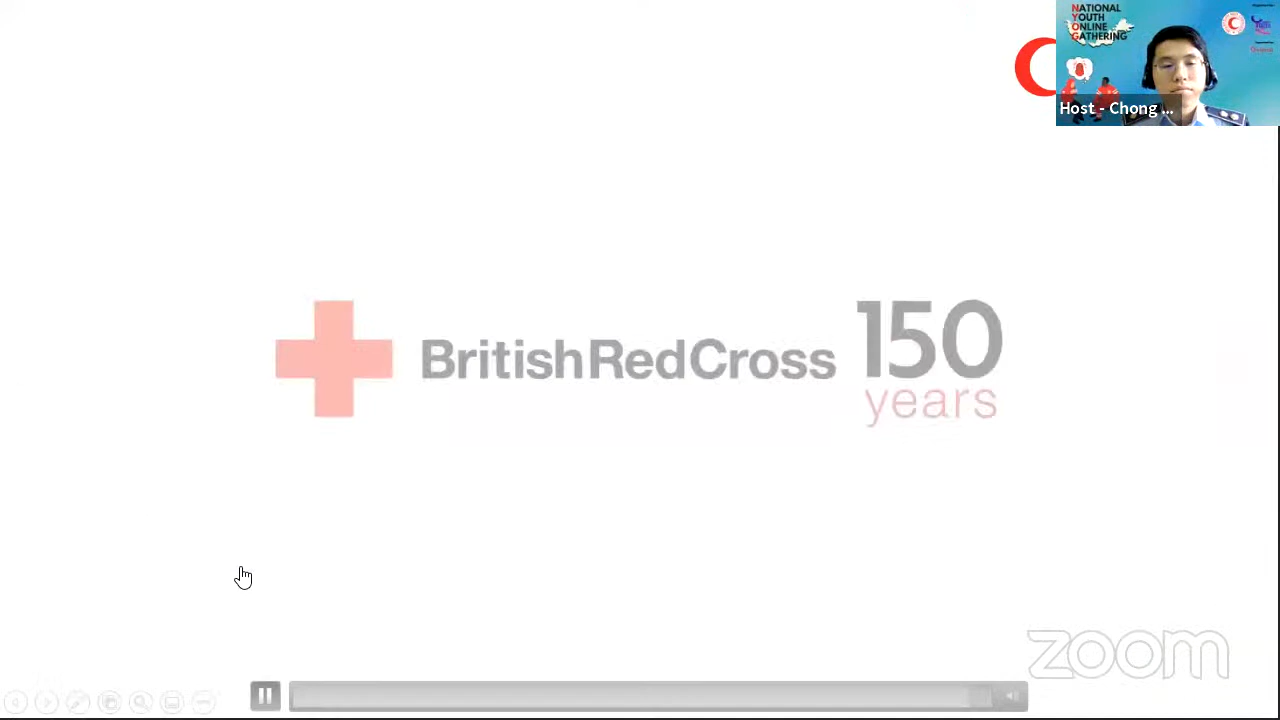 NATIONAL
YOUTH
ONLINE
GATHERING
Host - Chong ...
BritishRedCross 150
years
zoom